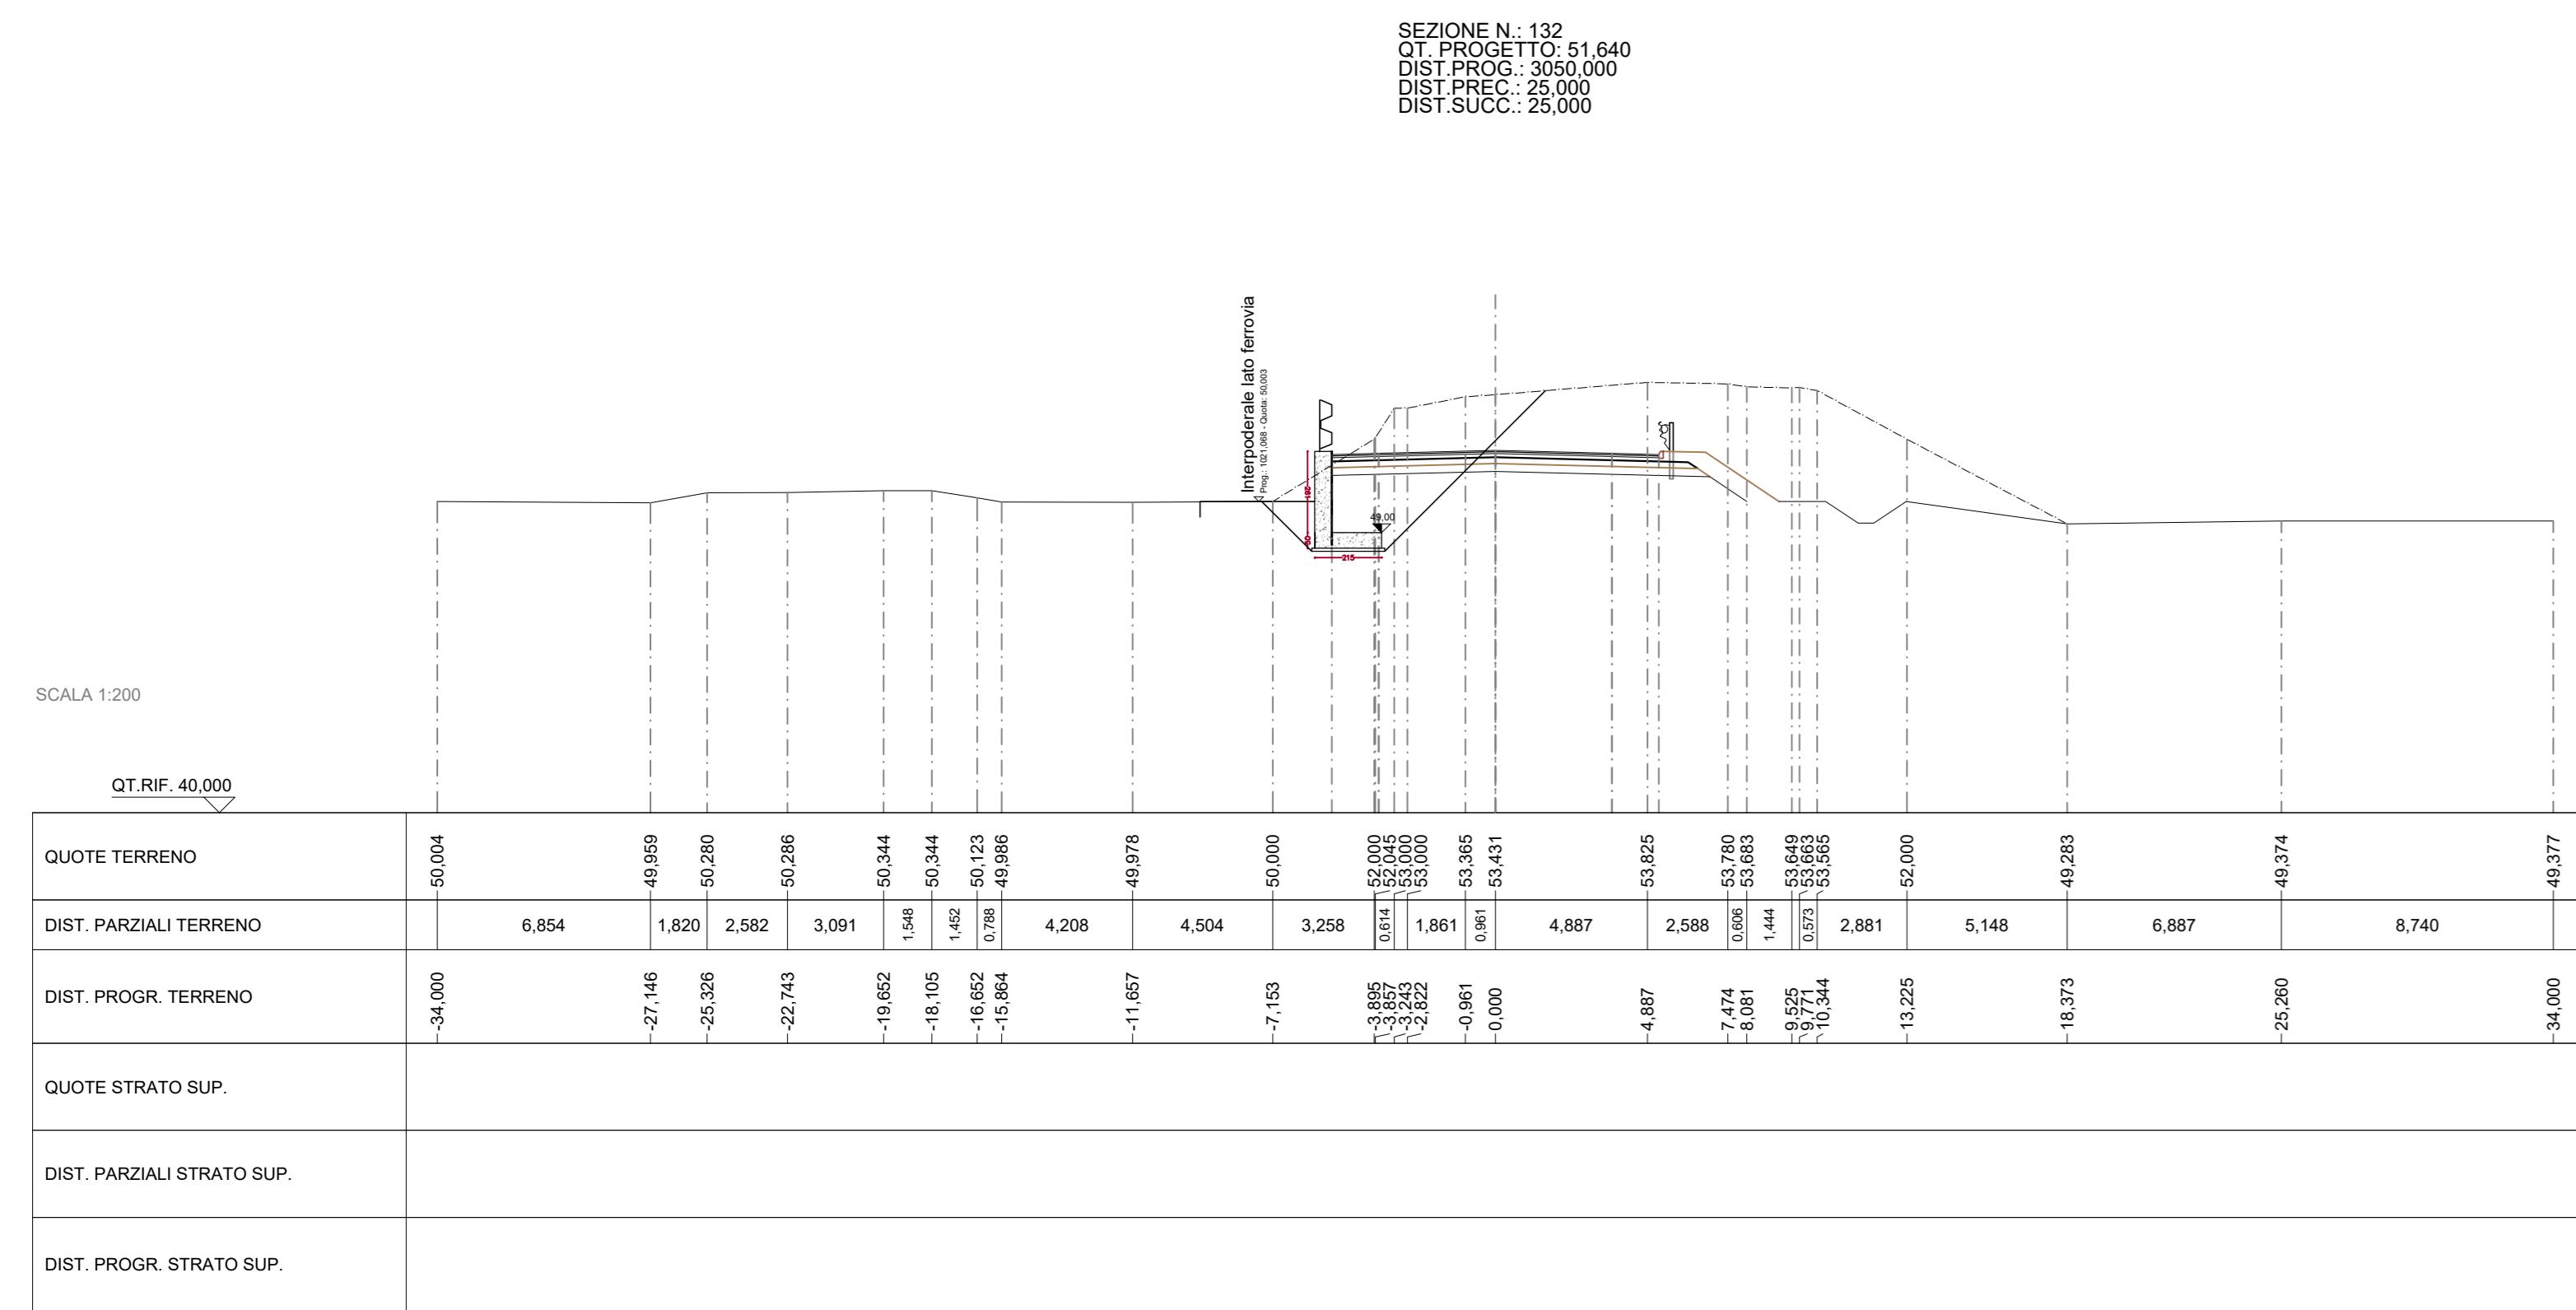 SEZIONE N.: 132
QT. PROGETTO: 51,640
DIST.PROG.: 3050,000
DIST.PREC.: 25,000
DIST.SUCC.: 25,000
Interpoderale lato ferrovia
Prog.: 1021,068 - Quota: 50,003
49,00
50
215
SCALA 1:200
QT.RIF. 40,000
QUOTE TERRENO
50,004 49,959 50,280 50,286 50,344 50,344 50,123 49,986 49,978 50,000 52,000 52,045 53,000 53,000 53,365 53,431 53,825 53,780 53,683 53,649 53,663 53,565 52,000 49,283 49,374 49,377
DIST. PARZIALI TERRENO
6,854 1,820 2,582 3,091 1,548 1,452 0,788 4,208 4,504 3,258 0,614 1,861 0,961 4,887 2,588 0,606 1,444 0,573 2,881 5,148 6,887 8,740
DIST. PROGR. TERRENO
-34,000 -27,146 -25,326 -22,743 -19,652 -18,105 -16,652 -15,864 -11,657 -7,153 -3,895 -3,857 -3,243 -2,822 -0,961 0,000 4,887 7,474 8,081 9,525 9,771 10,344 13,225 18,373 25,260 34,000
QUOTE STRATO SUP.
DIST. PARZIALI STRATO SUP.
DIST. PROGR. STRATO SUP.